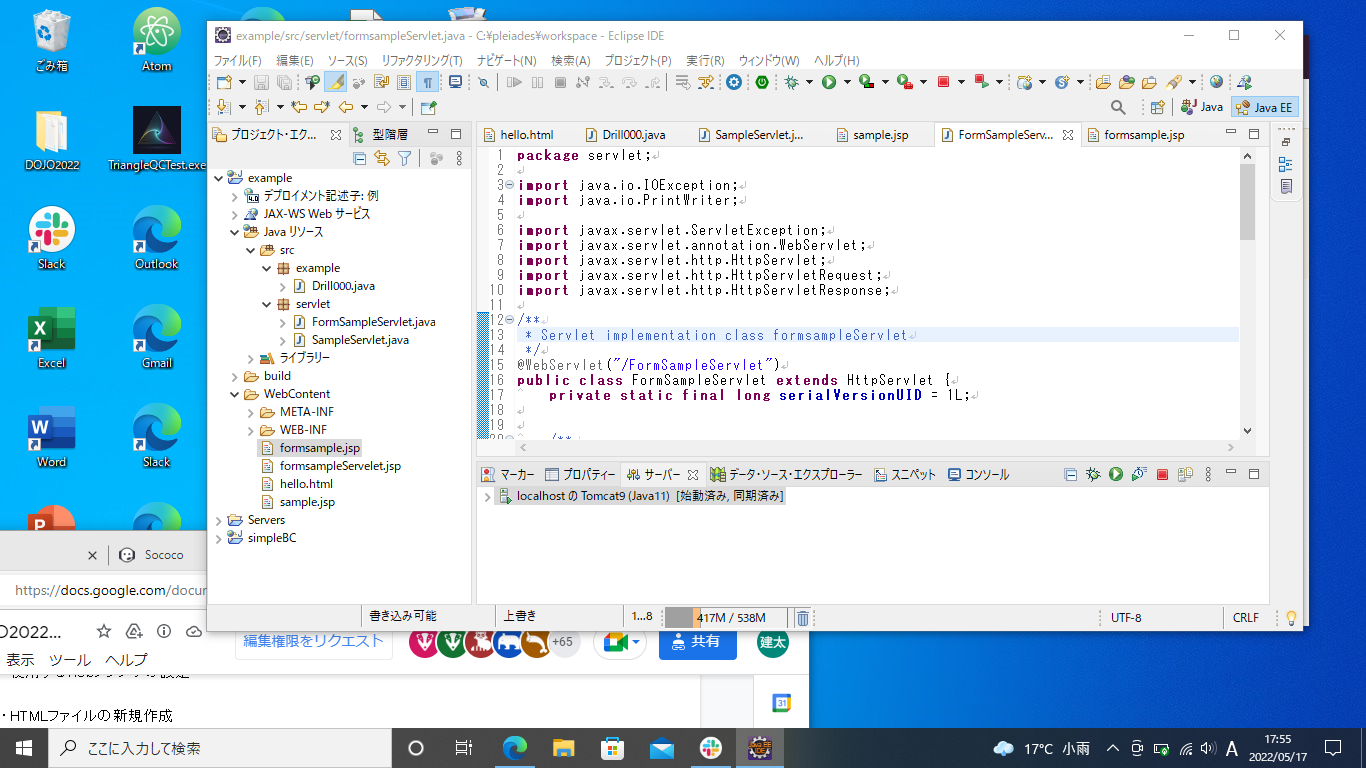 ごみ箱
Atom
DOJO2022
TriangleQCTest.exe
Slack
Outlook
Excel
Gmail
Word
Slack
example/src/servlet/formsampleServlet.java - C:¥pleiades¥workspace - Eclipse IDE
ファイル(F) 編集(E) ソース(S) リファクタリング(T) ナビゲート(N) 検索(A) プロジェクト(P) 実行(R) ウィンドウ(W) ヘルプ(H)
Java Java EE
プロジェクト・エク... 型階層
example
デプロイメント記述子: 例
JAX-WS Web サービス
Java リソース
src
example
Drill000.java
servlet
FormSampleServlet.java
SampleServlet.java
ライブラリー
build
WebContent
META-INF
WEB-INF
formsample.jsp
formsampleServelet.jsp
hello.html
sample.jsp
Servers
simpleBC
hello.html Drill000.java SampleServlet.j... sample.jsp FormSampleServ... formsample.jsp
1 package servlet;
2
3 import java.io.IOException;
4 import java.io.PrintWriter;
5
6 import javax.servlet.ServletException;
7 import javax.servlet.annotation.WebServlet;
8 import javax.servlet.http.HttpServlet;
9 import javax.servlet.http.HttpServletRequest;
10 import javax.servlet.http.HttpServletResponse;
11
12 /**
13 * Servlet implementation class formsampleServlet
14 */
15 @WebServlet("/FormSampleServlet")
16 public class FormSampleServlet extends HttpServlet {
17 private static final long serialVersionUID = 1L;
18
19
20 /**
マーカー プロパティー サーバー データ・ソース・エクスプローラー スニペット コンソール
localhost の Tomcat9 (Java11) [始動済み, 同期済み]
書き込み可能 上書き 1...8 417M / 538M UTF-8 CRLF
Sococo
https://docs.google.com/docu
O2022...
編集権限をリクエスト +65 共有 建太
表示 ツール ヘルプ
・HTMLファイルの新規作成
31
ここに入力して検索
17°C 小雨 A 17:55
2022/05/17